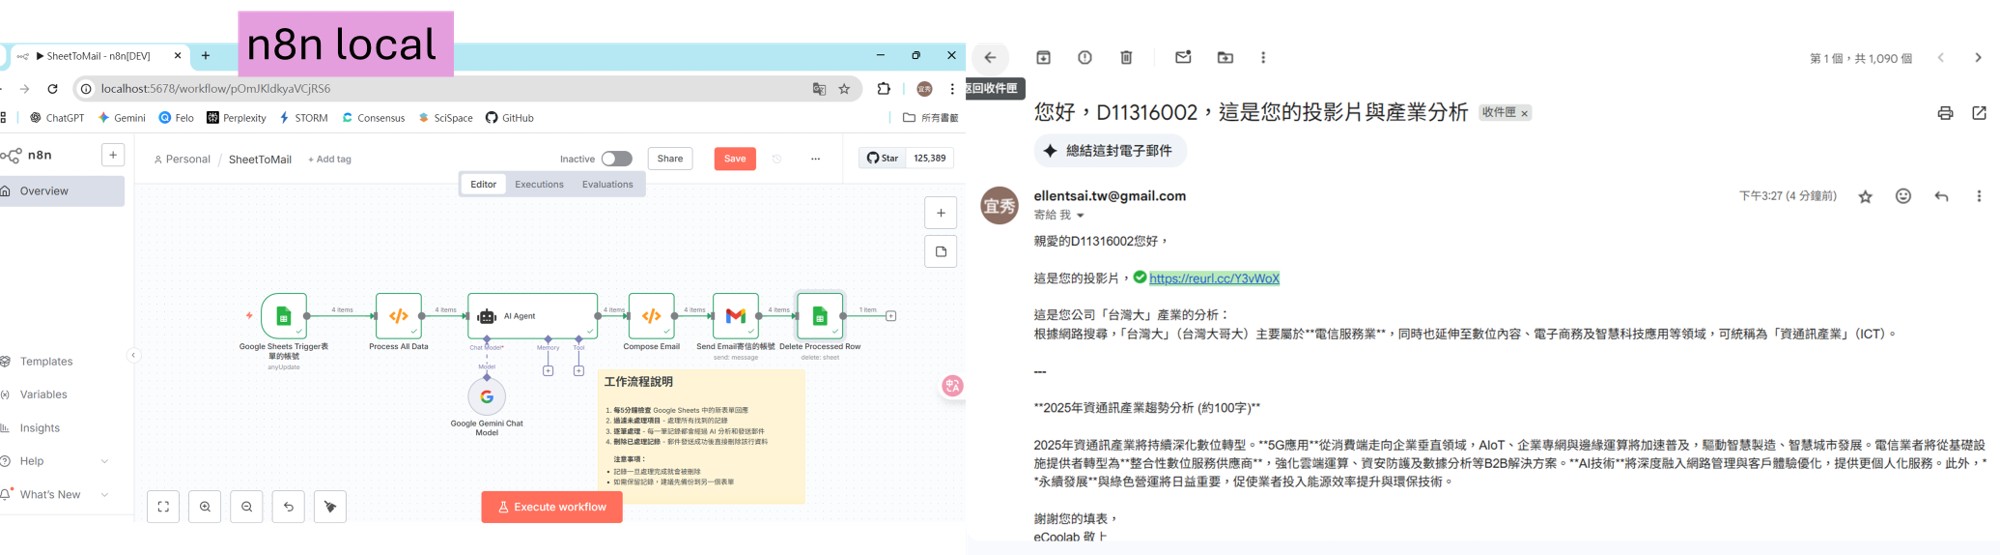 n8n local
SheetToMail - n8n[DEV]
localhost:5678/workflow/pOmJKldkyaVCjRS6
宜秀
ChatGPT
Gemini
Felo
Perplexity
STORM
Consensus
SciSpace
GitHub
所有書籤
n8n
Overview
Templates
Variables
Insights
Help
What's New
Personal / SheetToMail + Add tag
Inactive
Share
Save
Star 125,389
Editor Executions Evaluations
4 items
4 items
4 items
4 items
4 items
1 item
Google Sheets Trigger表
單的帳號
anyUpdate
Process All Data
AI Agent
Chat Model*
Memory
Tool
Model
Google Gemini Chat
Model
Compose Email
Send Email寄信的帳號
send: message
Delete Processed Row
delete: sheet
工作流程說明
1. 每5分鐘檢查 Google Sheets 中的新表單回應
2. 過濾未處理項目 - 處理所有找到的記錄
3. 逐筆處理 - 每一筆記錄都會經過 AI 分析和發送郵件
4. 刪除已處理記錄 - 郵件發送成功後直接刪除該行資料
注意事項：
• 記錄一旦處理完成就會被刪除
• 如需保留記錄，建議先備份到另一個表單
Execute workflow
第 1 個，共 1,090 個
返回收件匣
您好，D11316002，這是您的投影片與產業分析
收件匣 ×
總結這封電子郵件
宜秀
ellentsai.tw@gmail.com
下午3:27 (4 分鐘前)
寄給 我
親愛的D11316002您好，
這是您的投影片，✅ https://reurl.cc/Y3vWoX
這是您公司「台灣大」產業的分析：
根據網路搜尋，「台灣大」（台灣大哥大）主要屬於**電信服務業**，同時也延伸至數位內容、電子商務及智慧科技應用等領域，可統稱為「資通訊產業」（ICT）。
---
**2025年資通訊產業趨勢分析 (約100字)**
2025年資通訊產業將持續深化數位轉型。**5G應用**從消費端走向企業垂直領域，AIoT、企業專網與邊緣運算將加速普及，驅動智慧製造、智慧城市發展。電信業者將從基礎設
施提供者轉型為**整合性數位服務供應商**，強化雲端運算、資安防護及數據分析等B2B解決方案。**AI技術**將深度融入網路管理與客戶體驗優化，提供更個人化服務。此外，*
*永續發展**與綠色營運將日益重要，促使業者投入能源效率提升與環保技術。
謝謝您的填表，
eCoolab 敬上